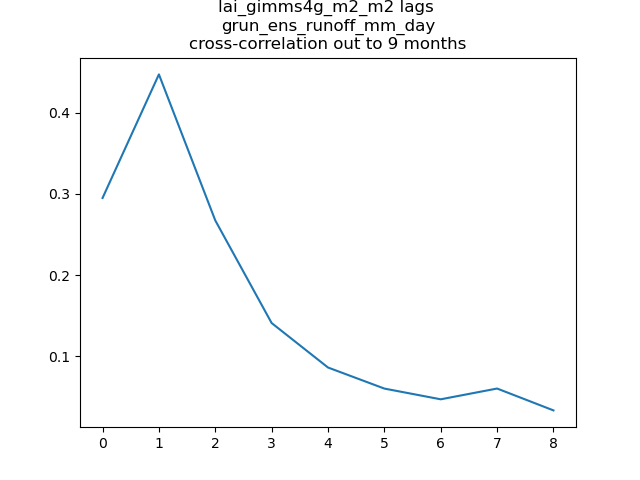 lai_gimms4g_m2_m2 lags
grun_ens_runoff_mm_day
cross-correlation out to 9 months
0.4
0.3
0.2
0.1
0 1 2 3 4 5 6 7 8